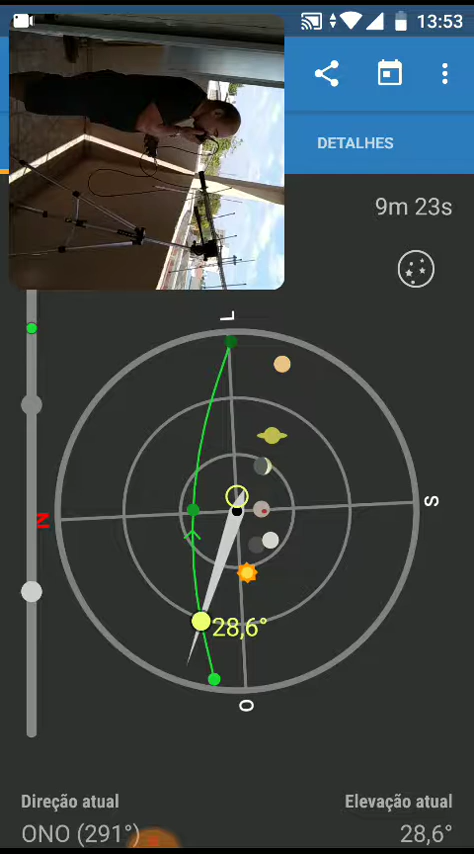 13:53
DETALHES
9m 23s
L
S
N
28,6°
O
Direção atual
Elevação atual
ONO (291°)
28,6°